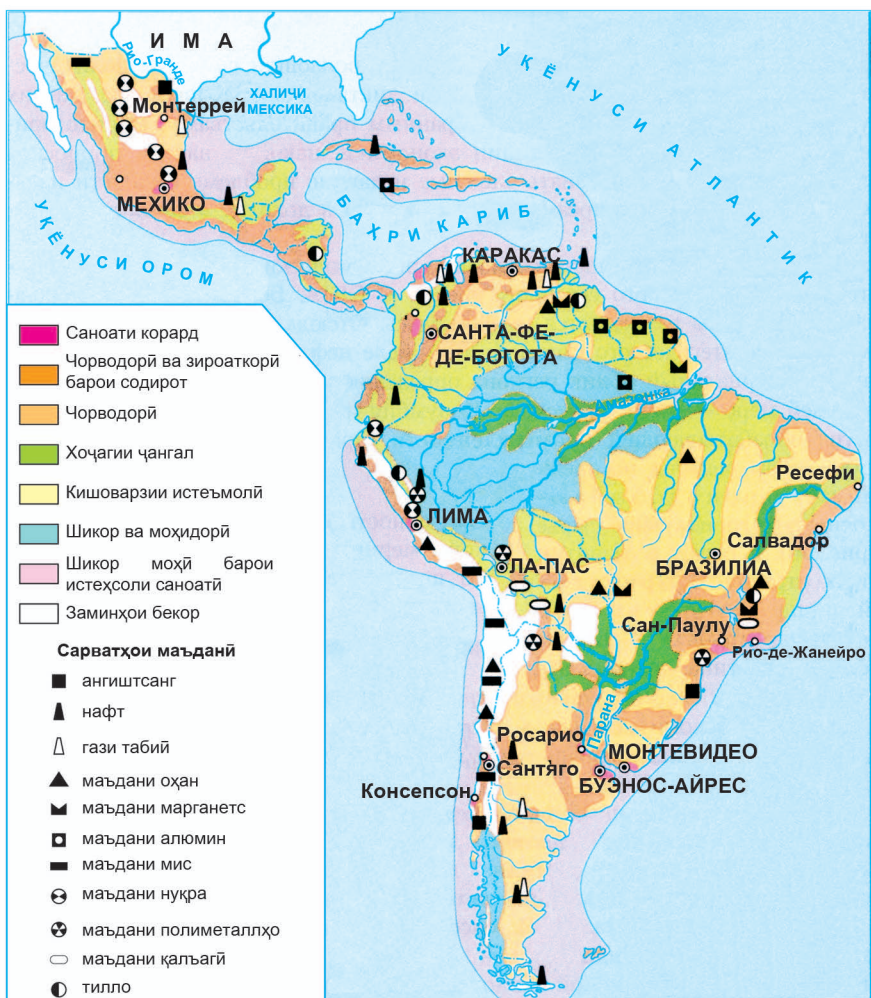 И М А
Рио-Гранде
УКЁНУСИ АТЛАНТИК
ХАЛИҶИ
МЕКСИКА
Монтеррей
МЕХИКО
БАҲРИ КАРИБ
УКЁНУСИ ОРОМ
КАРАКАС
САНТА-ФЕ-
ДЕ-БОГОТА
Амазонка
Ресефи
ЛИМА
Салвадор
ЛА-ПАС
БРАЗИЛИА
Сан-Паулу
Рио-де-Жанейро
Парана
Росарио
МОНТЕВИДЕО
Сантяго
БУЭНОС-АЙРЕС
Консепсон
Саноати корард
Чорводорӣ ва зироаткорӣ
барои содирот
Чорводорӣ
Хоҷагии ҷангал
Кишоварзии истеъмолӣ
Шикор ва моҳидорӣ
Шикор моҳӣ барои
истеҳсоли саноатӣ
Заминҳои бекор
Сарватҳои маъданӣ
ангиштсанг
нафт
гази табиӣ
маъдани оҳан
маъдани марганетс
маъдани алюмин
маъдани мис
маъдани нуқра
маъдани полиметаллҳо
маъдани қалъагӣ
тилло